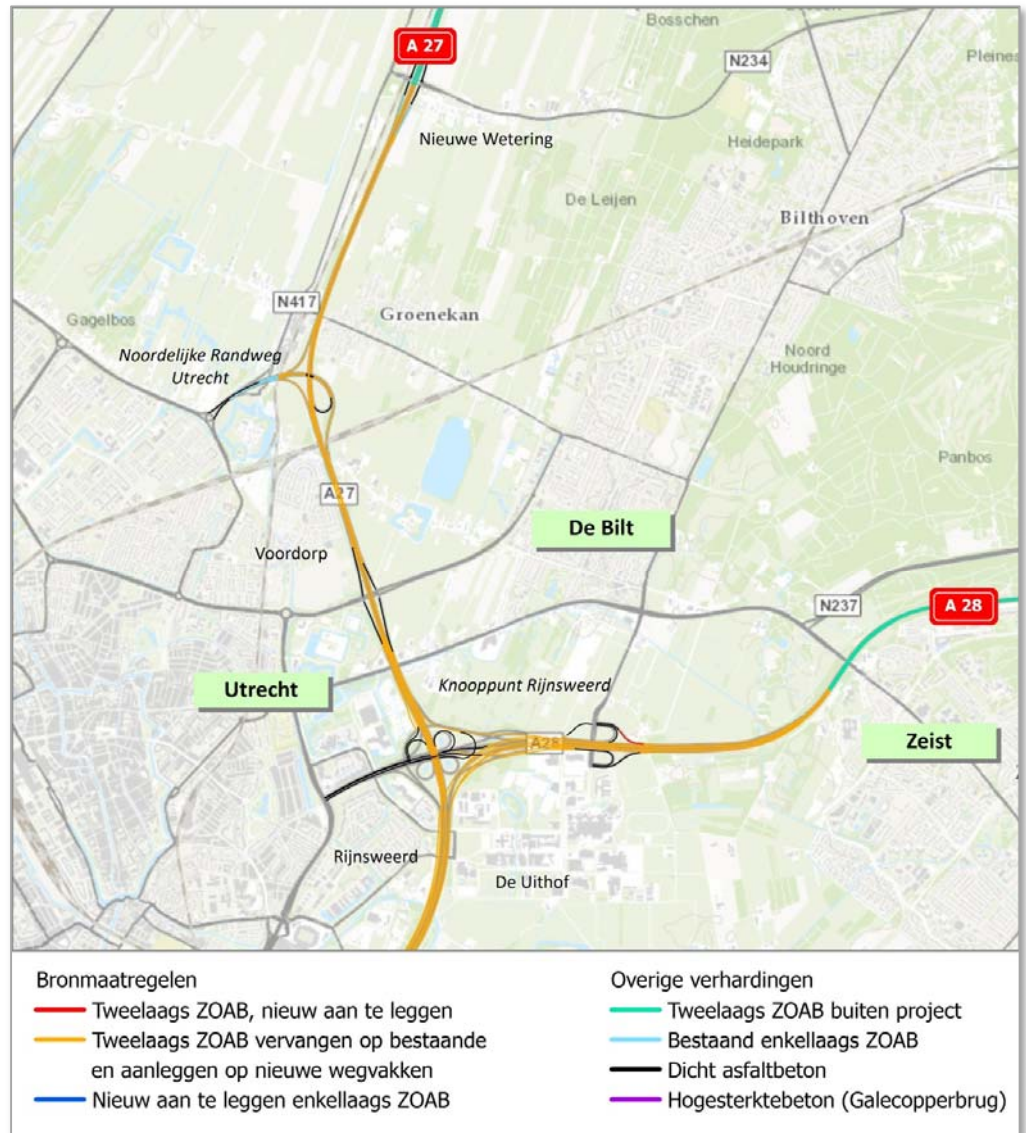 Bosschen
A 27
N234
Pleines
Nieuwe Wetering
Heidepark
De Leijen
Bilthoven
N417
Gagelbos
Groenekan
Noordelijke Randweg
Utrecht
Noord
Houdringe
Panbos
A27
De Bilt
Voordorp
N237
A 28
Utrecht
Knooppunt Rijnsweerd
A28
Zeist
Rijnsweerd
De Uithof
Bronmaatregelen
Tweelaags ZOAB, nieuw aan te leggen
Tweelaags ZOAB vervangen op bestaande
en aanleggen op nieuwe wegvakken
Nieuw aan te leggen enkellaags ZOAB
Overige verhardingen
Tweelaags ZOAB buiten project
Bestaand enkellaags ZOAB
Dicht asfaltbeton
Hogesterktebeton (Galecopperbrug)